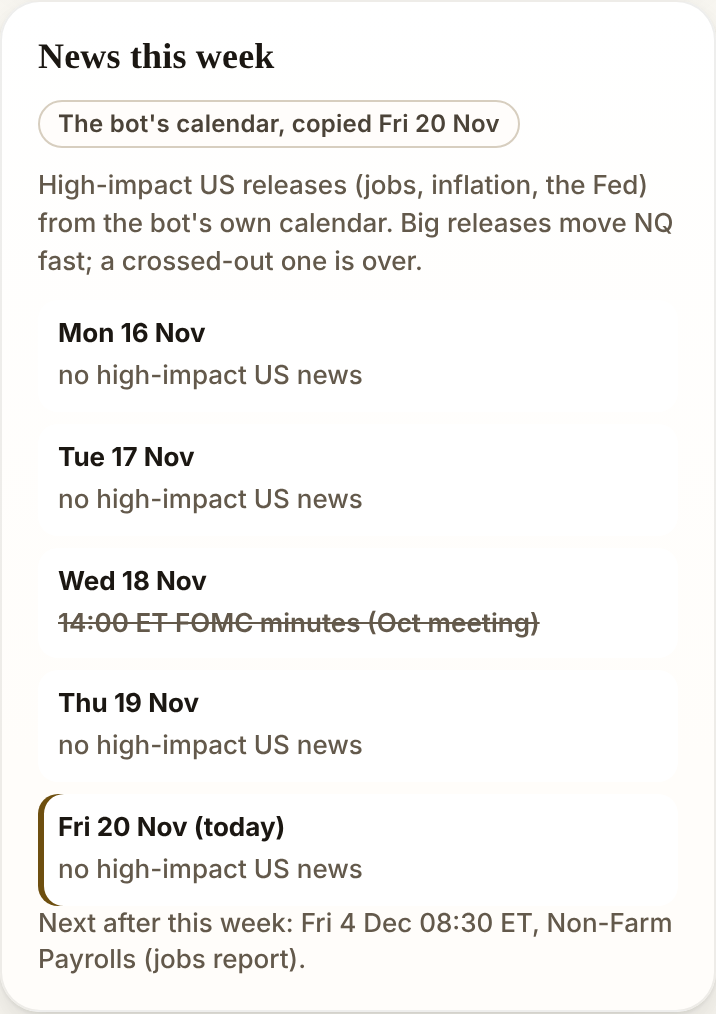 News this week
The bot's calendar, copied Fri 20 Nov
High-impact US releases (jobs, inflation, the Fed)
from the bot's own calendar. Big releases move NQ
fast; a crossed-out one is over.
Mon 16 Nov
no high-impact US news
Tue 17 Nov
no high-impact US news
Wed 18 Nov
14:00 ET FOMC minutes (Oct meeting)
Thu 19 Nov
no high-impact US news
Fri 20 Nov (today)
no high-impact US news
Next after this week: Fri 4 Dec 08:30 ET, Non-Farm
Payrolls (jobs report).